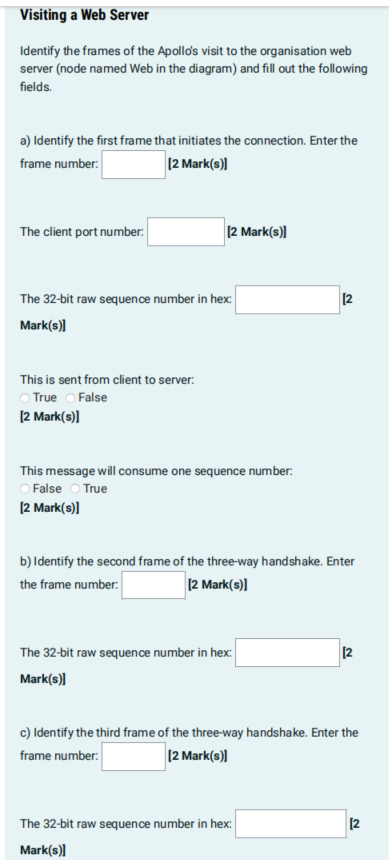 Visiting a Web Server
Identify the frames of the Apollo's visit to the organisation web
server (node named Web in the diagram) and fill out the following
fields.
a) Identify the first frame that initiates the connection. Enter the
frame number: [2 Mark(s)]
The client port number: [2 Mark(s)]
The 32-bit raw sequence number in hex: [2
Mark(s)]
This is sent from client to server:
True False
[2 Mark(s)]
This message will consume one sequence number:
False True
[2 Mark(s)]
b) Identify the second frame of the three-way handshake. Enter
the frame number: [2 Mark(s)]
The 32-bit raw sequence number in hex: [2
Mark(s)]
c) Identify the third frame of the three-way handshake. Enter the
frame number: [2 Mark(s)]
The 32-bit raw sequence number in hex: [2
Mark(s)]